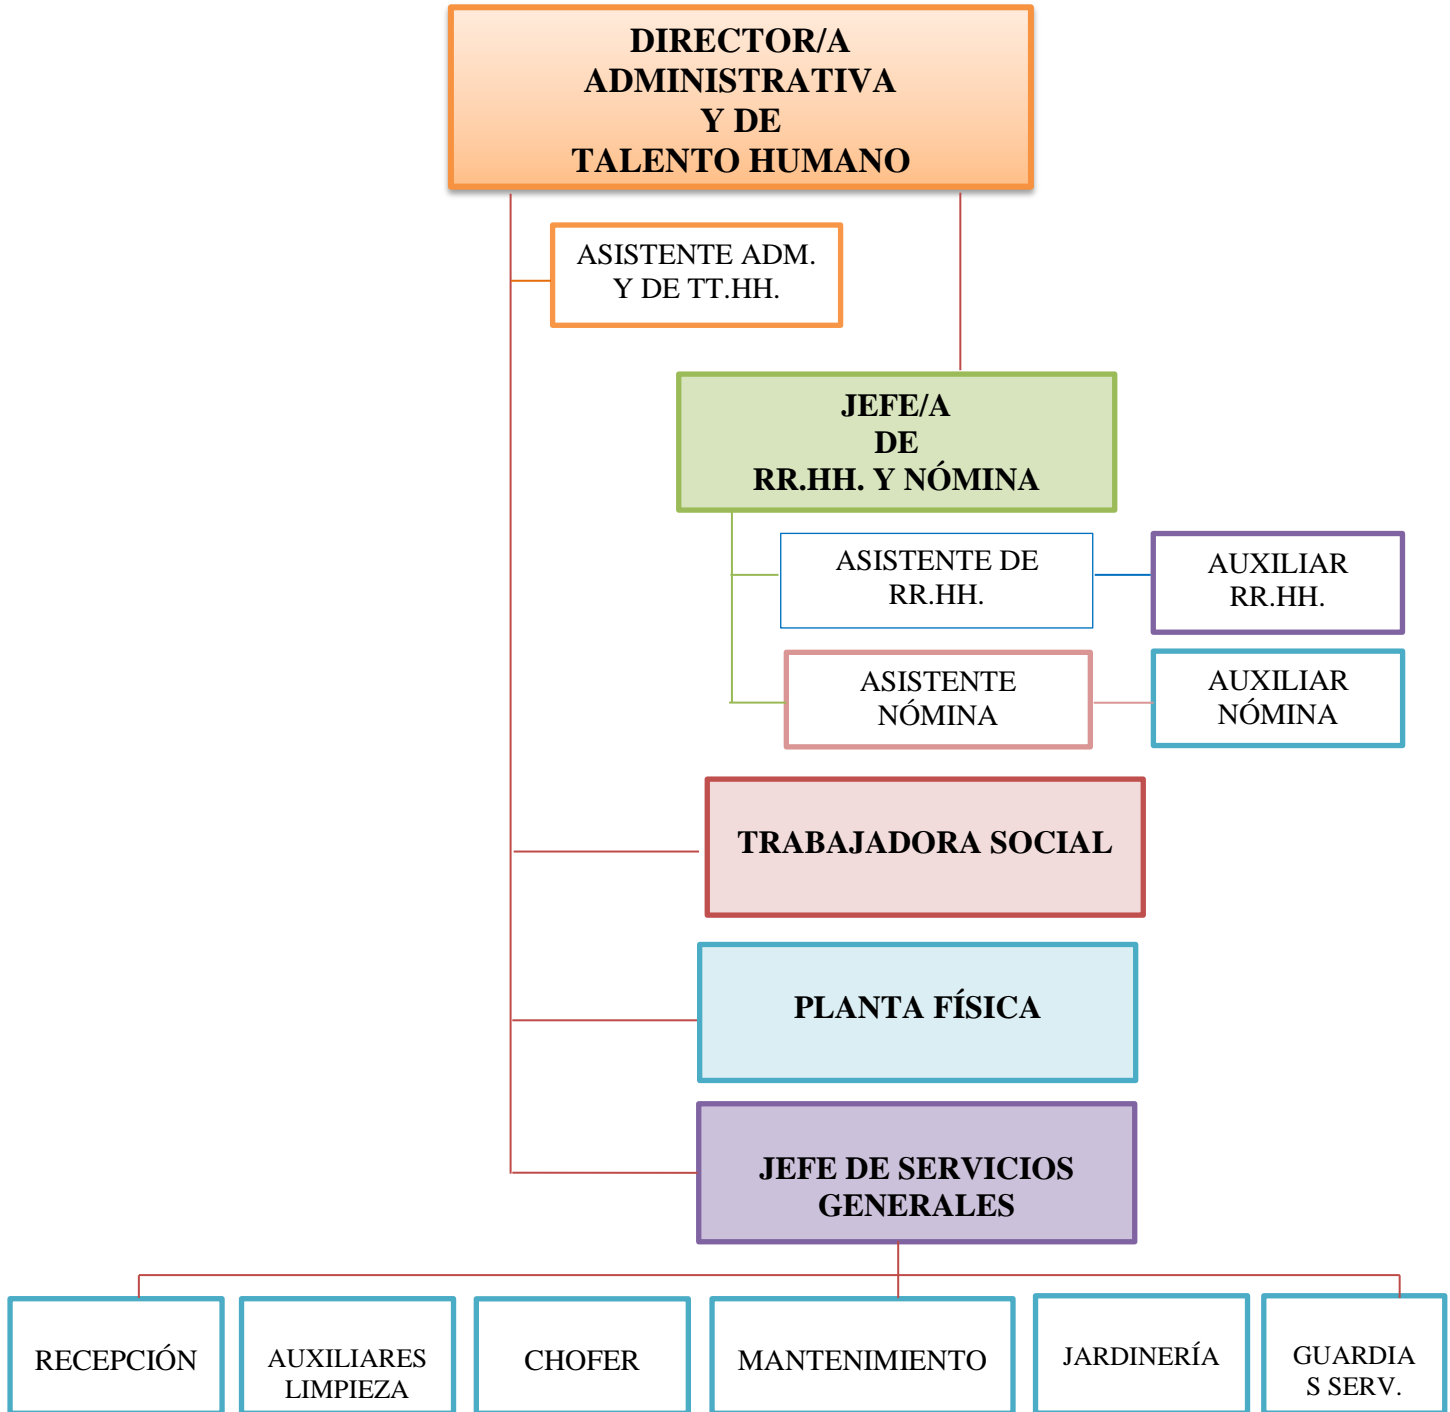 DIRECTOR/A
ADMINISTRATIVA
Y DE
TALENTO HUMANO
ASISTENTE ADM.
Y DE TT.HH.
JEFE/A
DE
RR.HH. Y NÓMINA
ASISTENTE DE
RR.HH.
AUXILIAR
RR.HH.
ASISTENTE
NÓMINA
AUXILIAR
NÓMINA
TRABAJADORA SOCIAL
PLANTA FÍSICA
JEFE DE SERVICIOS
GENERALES
RECEPCIÓN
AUXILIARES
LIMPIEZA
CHOFER
MANTENIMIENTO
JARDINERÍA
GUARDIA
S SERV.